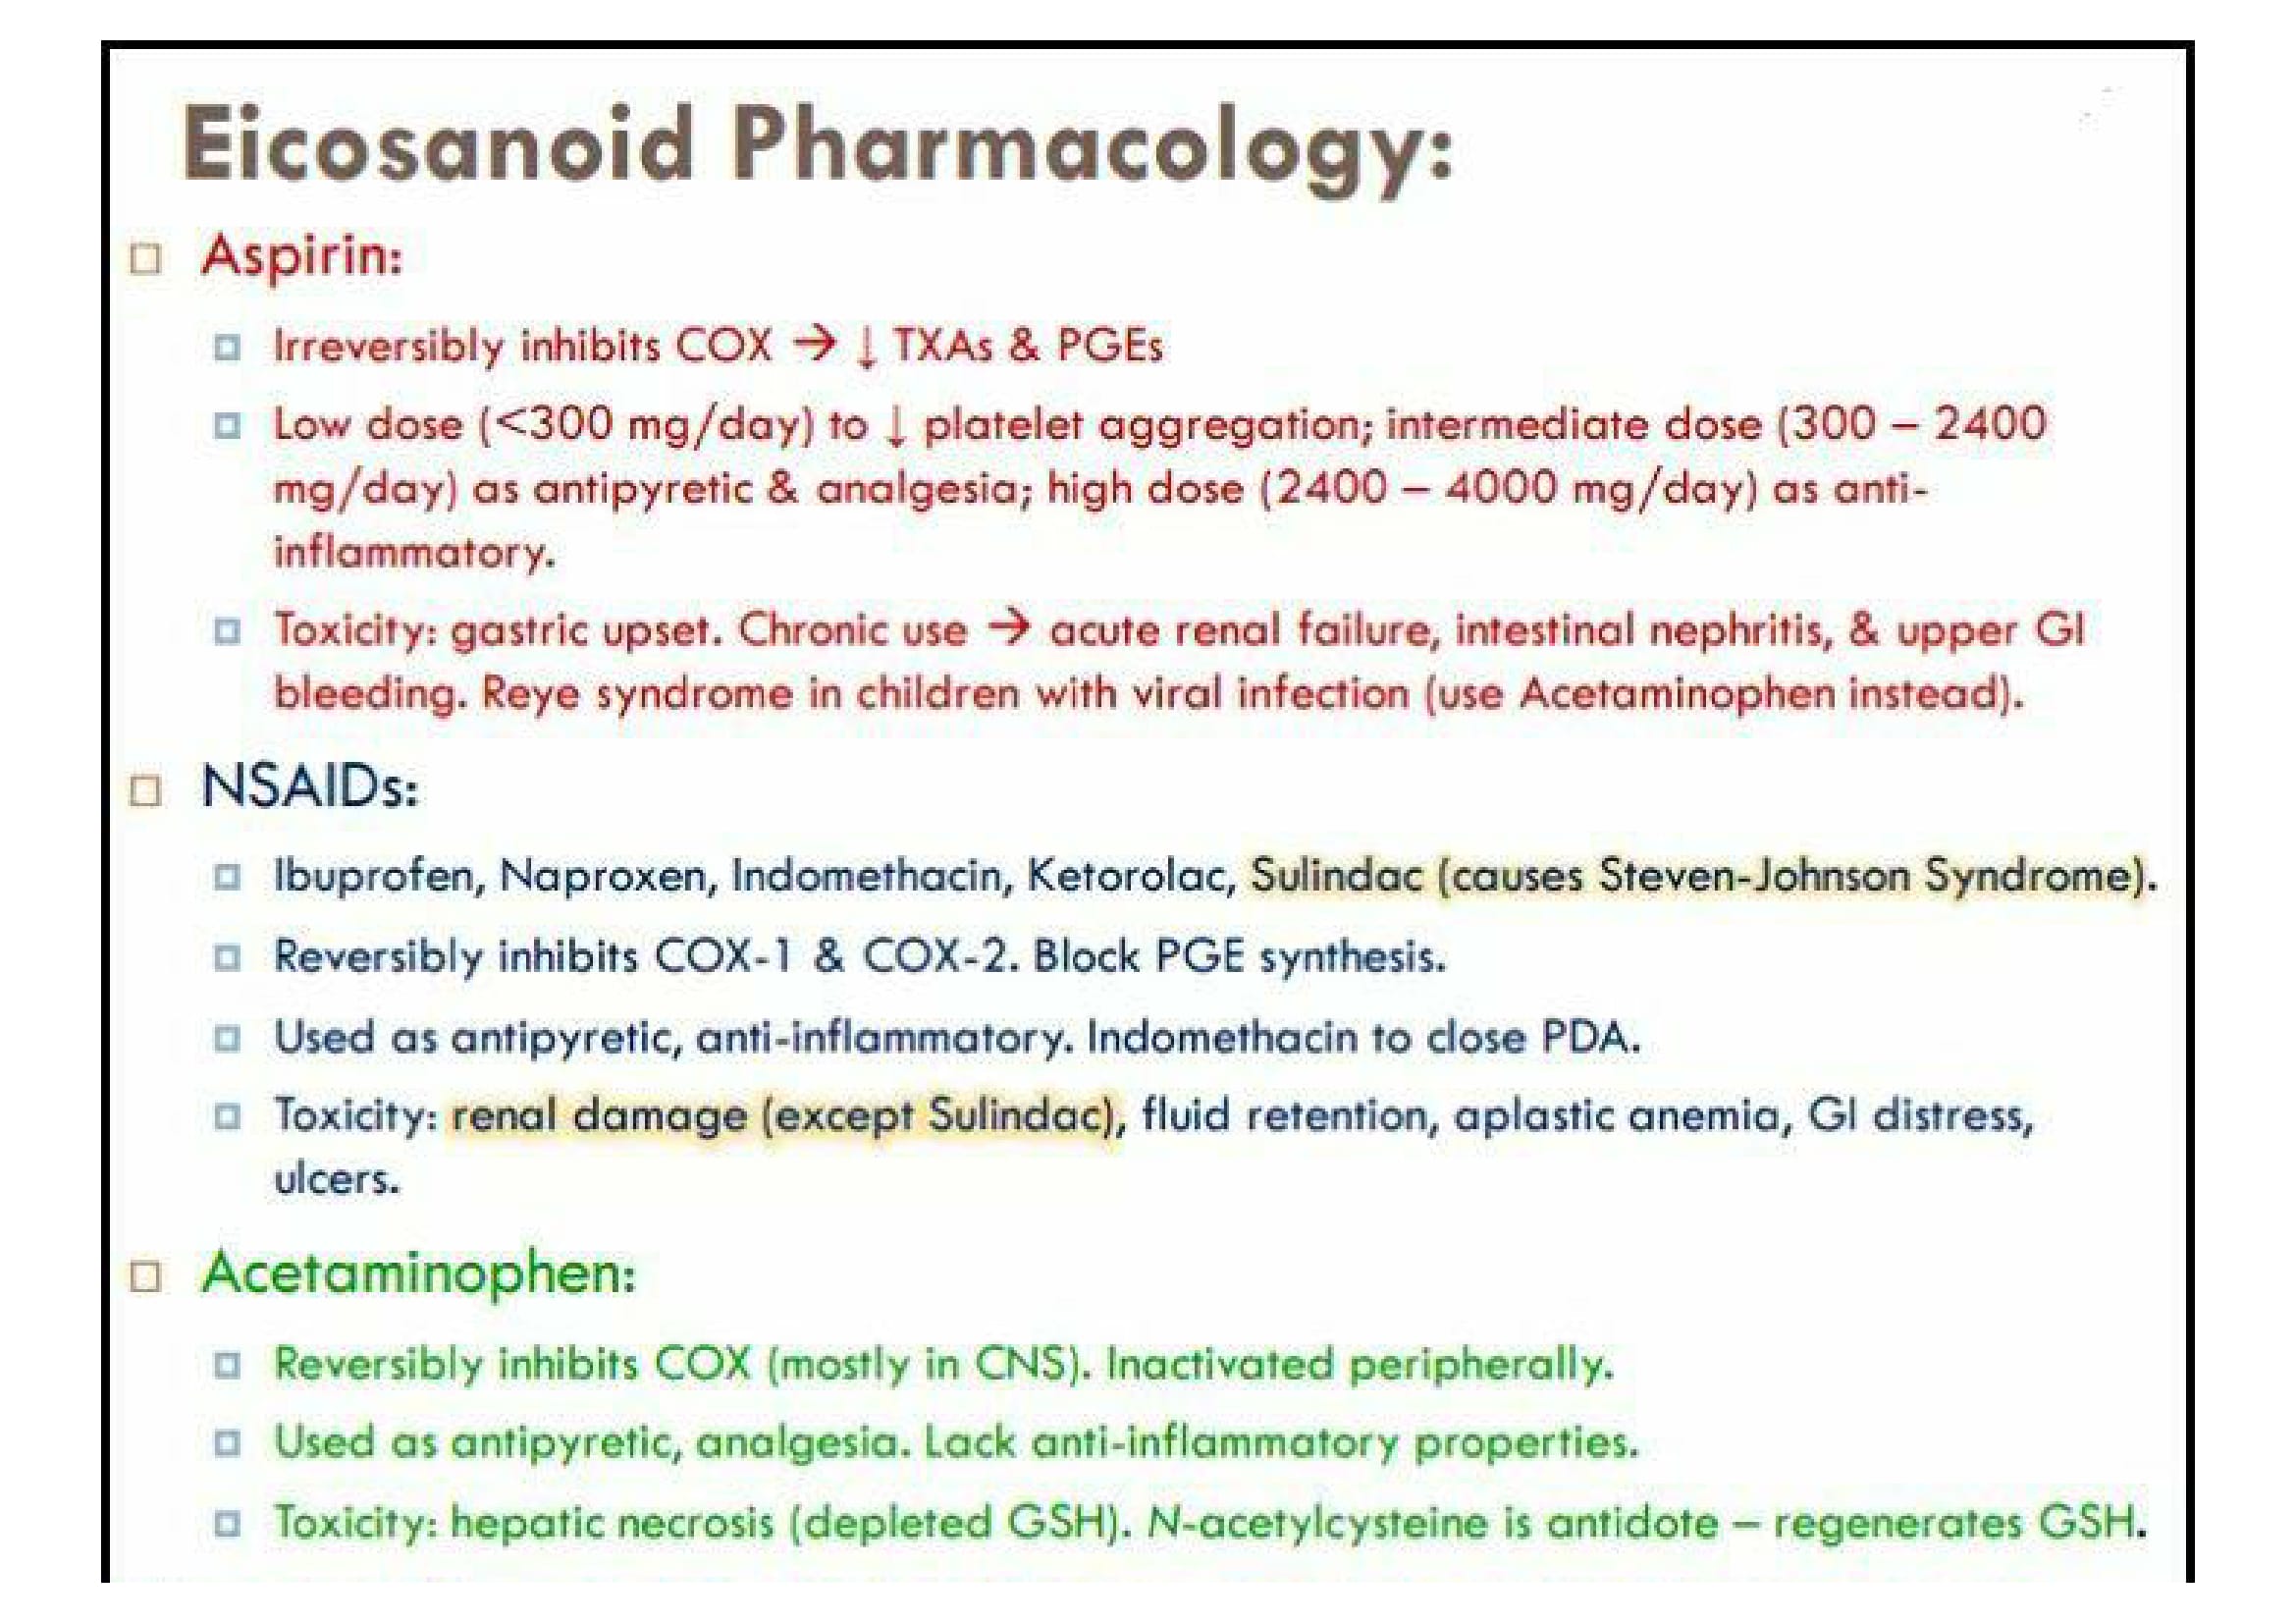 Eicosanoid Pharmacology:
Aspirin:
Irreversibly inhibits COX → ↓ TXAs & PGEs
Low dose (<300 mg/day) to ↓ platelet aggregation; intermediate dose (300 – 2400
mg/day) as antipyretic & analgesia; high dose (2400 – 4000 mg/day) as anti-
inflammatory.
Toxicity: gastric upset. Chronic use → acute renal failure, intestinal nephritis, & upper GI
bleeding. Reye syndrome in children with viral infection (use Acetaminophen instead).
NSAIDs:
Ibuprofen, Naproxen, Indomethacin, Ketorolac, Sulindac (causes Steven-Johnson Syndrome).
Reversibly inhibits COX-1 & COX-2. Block PGE synthesis.
Used as antipyretic, anti-inflammatory. Indomethacin to close PDA.
Toxicity: renal damage (except Sulindac), fluid retention, aplastic anemia, GI distress,
ulcers.
Acetaminophen:
Reversibly inhibits COX (mostly in CNS). Inactivated peripherally.
Used as antipyretic, analgesia. Lack anti-inflammatory properties.
Toxicity: hepatic necrosis (depleted GSH). N-acetylcysteine is antidote – regenerates GSH.